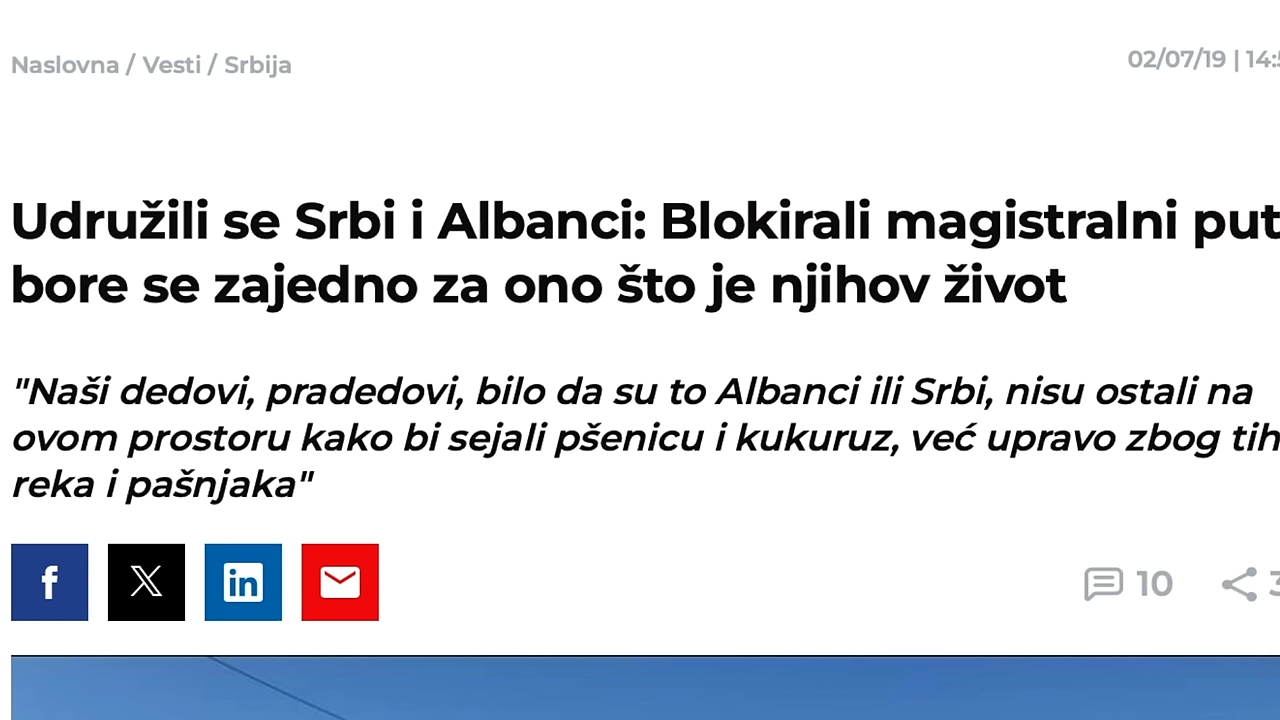 Naslovna / Vesti / Srbija
02/07/19 | 14:5
Udružili se Srbi i Albanci: Blokirali magistralni put
bore se zajedno za ono što je njihov život
"Naši dedovi, pradedovi, bilo da su to Albanci ili Srbi, nisu ostali na
ovom prostoru kako bi sejali pšenicu i kukuruz, već upravo zbog tih
reka i pašnjaka"
10